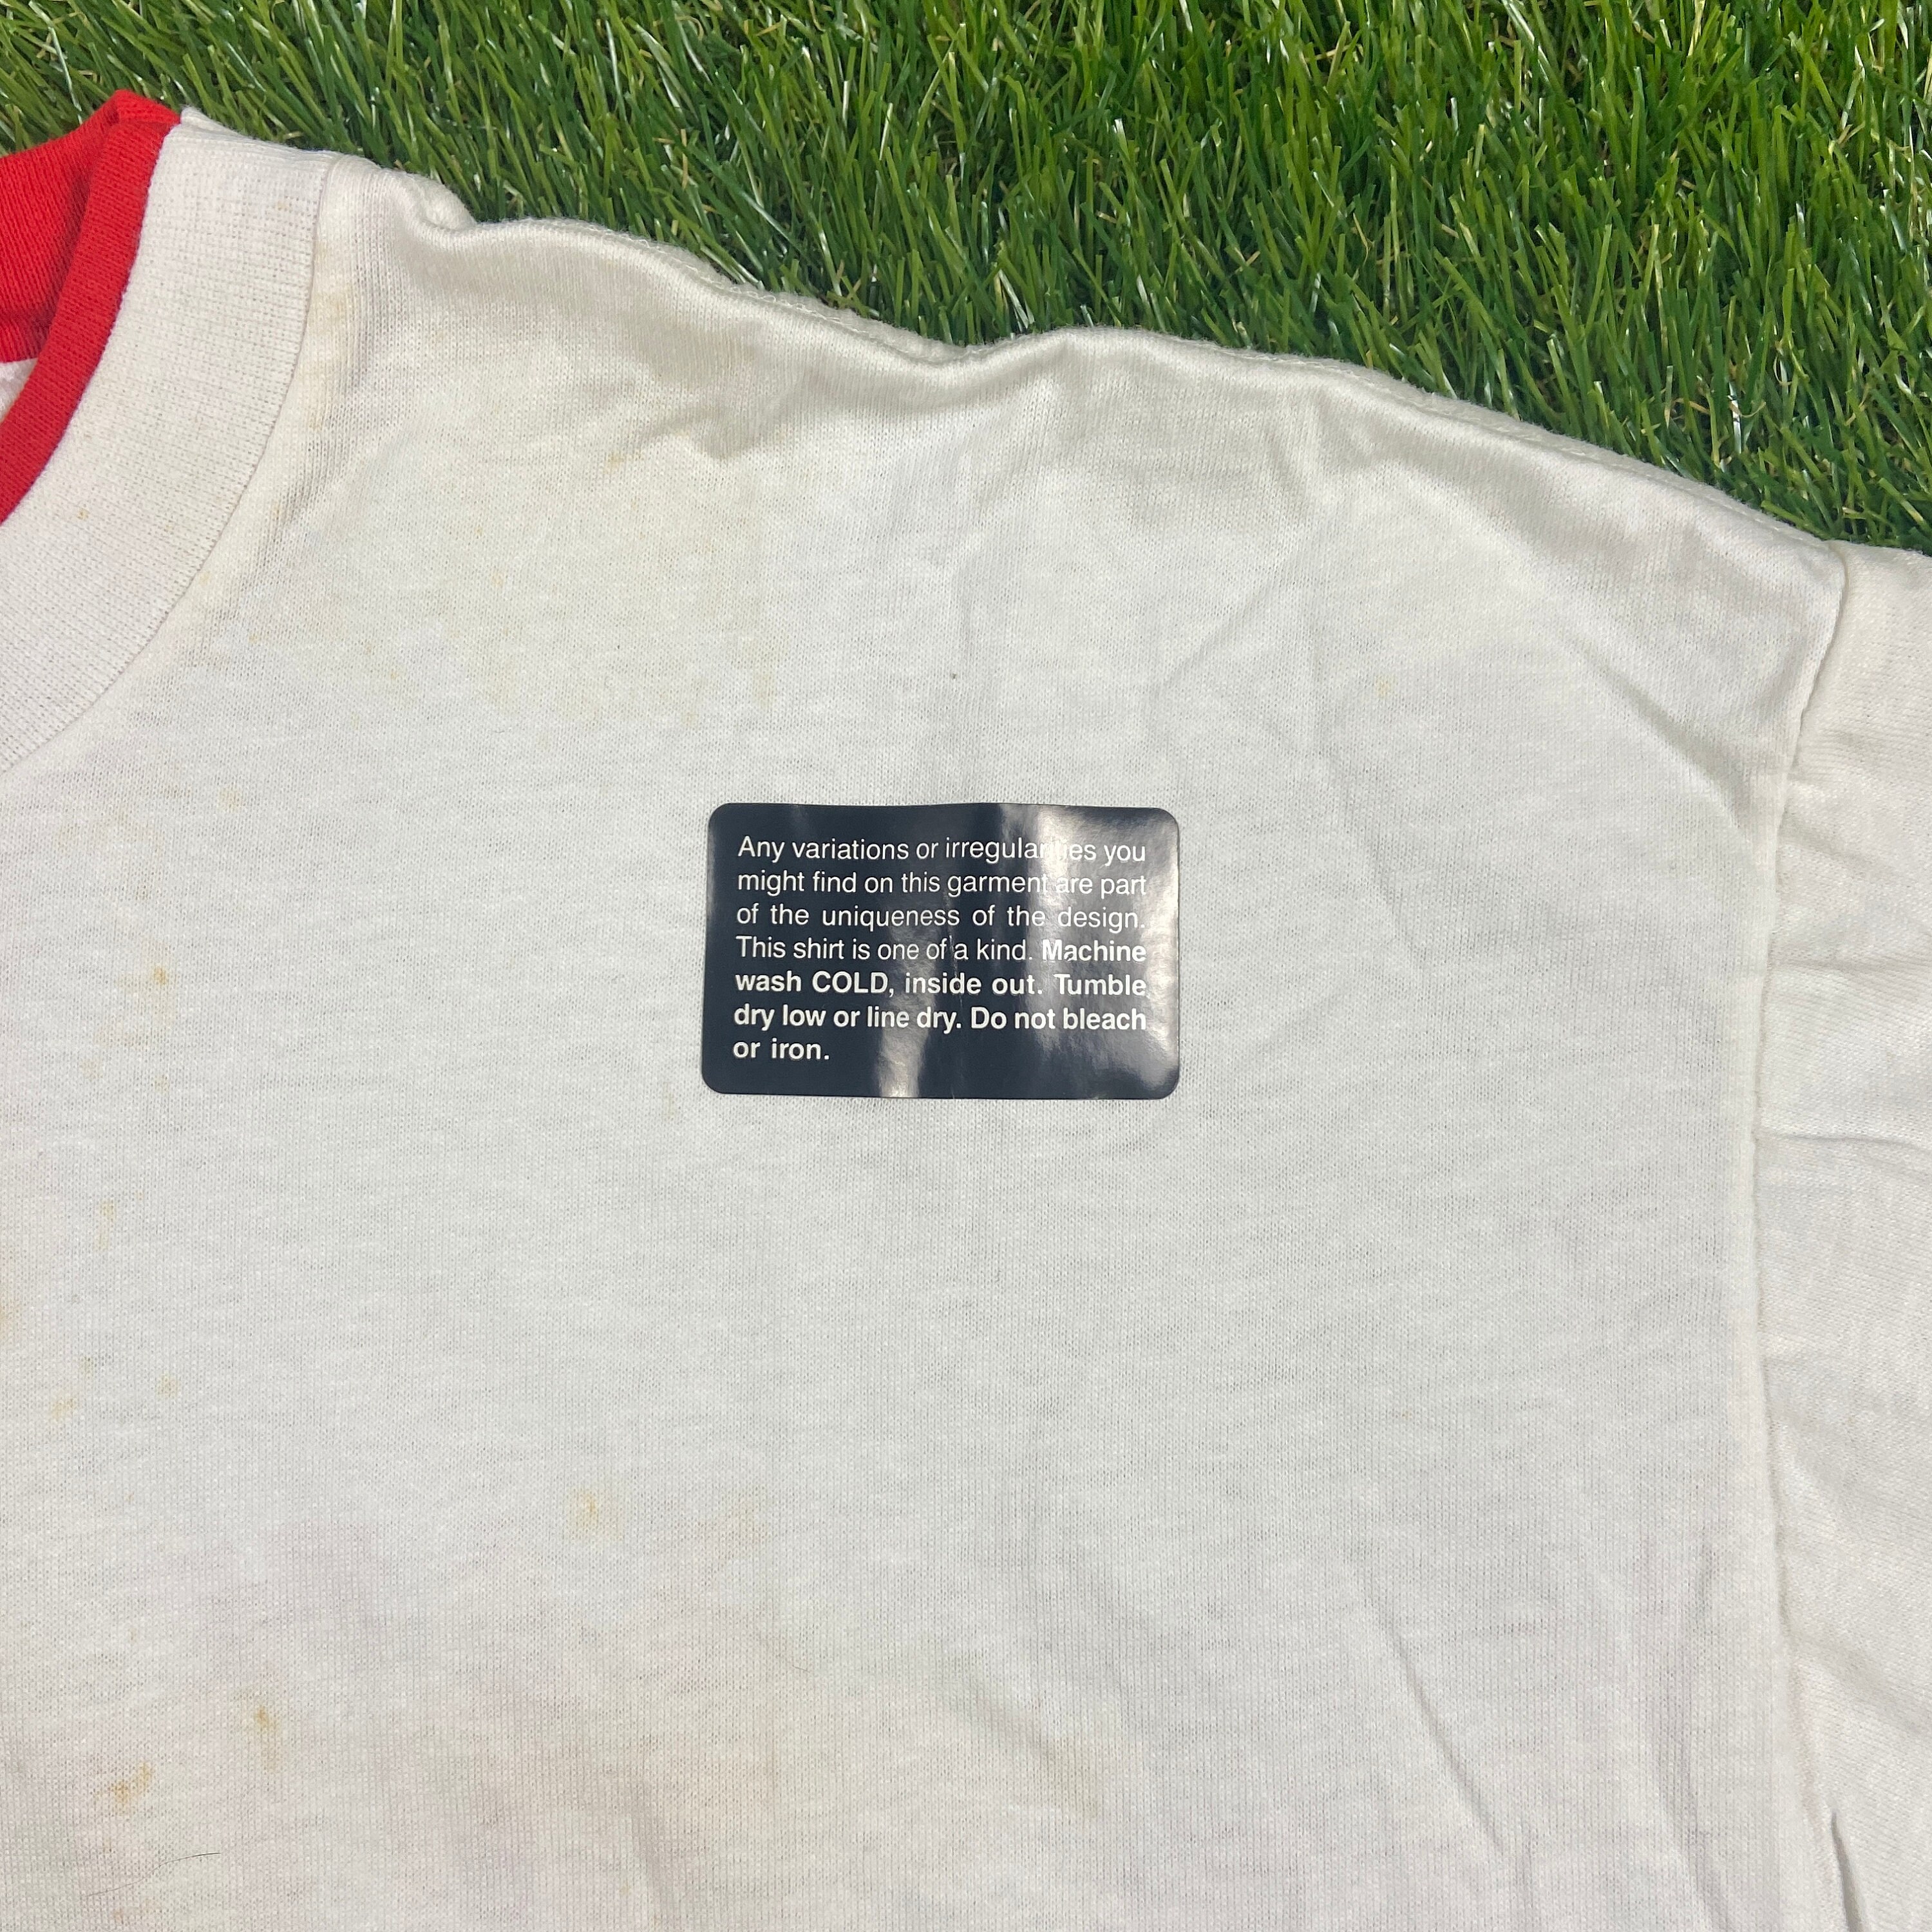 Any variations or irregularities you
might find on this garment are part
of the uniqueness of the design.
This shirt is one of a kind. Machine
wash COLD, inside out. Tumble
dry low or line dry. Do not bleach
or iron.